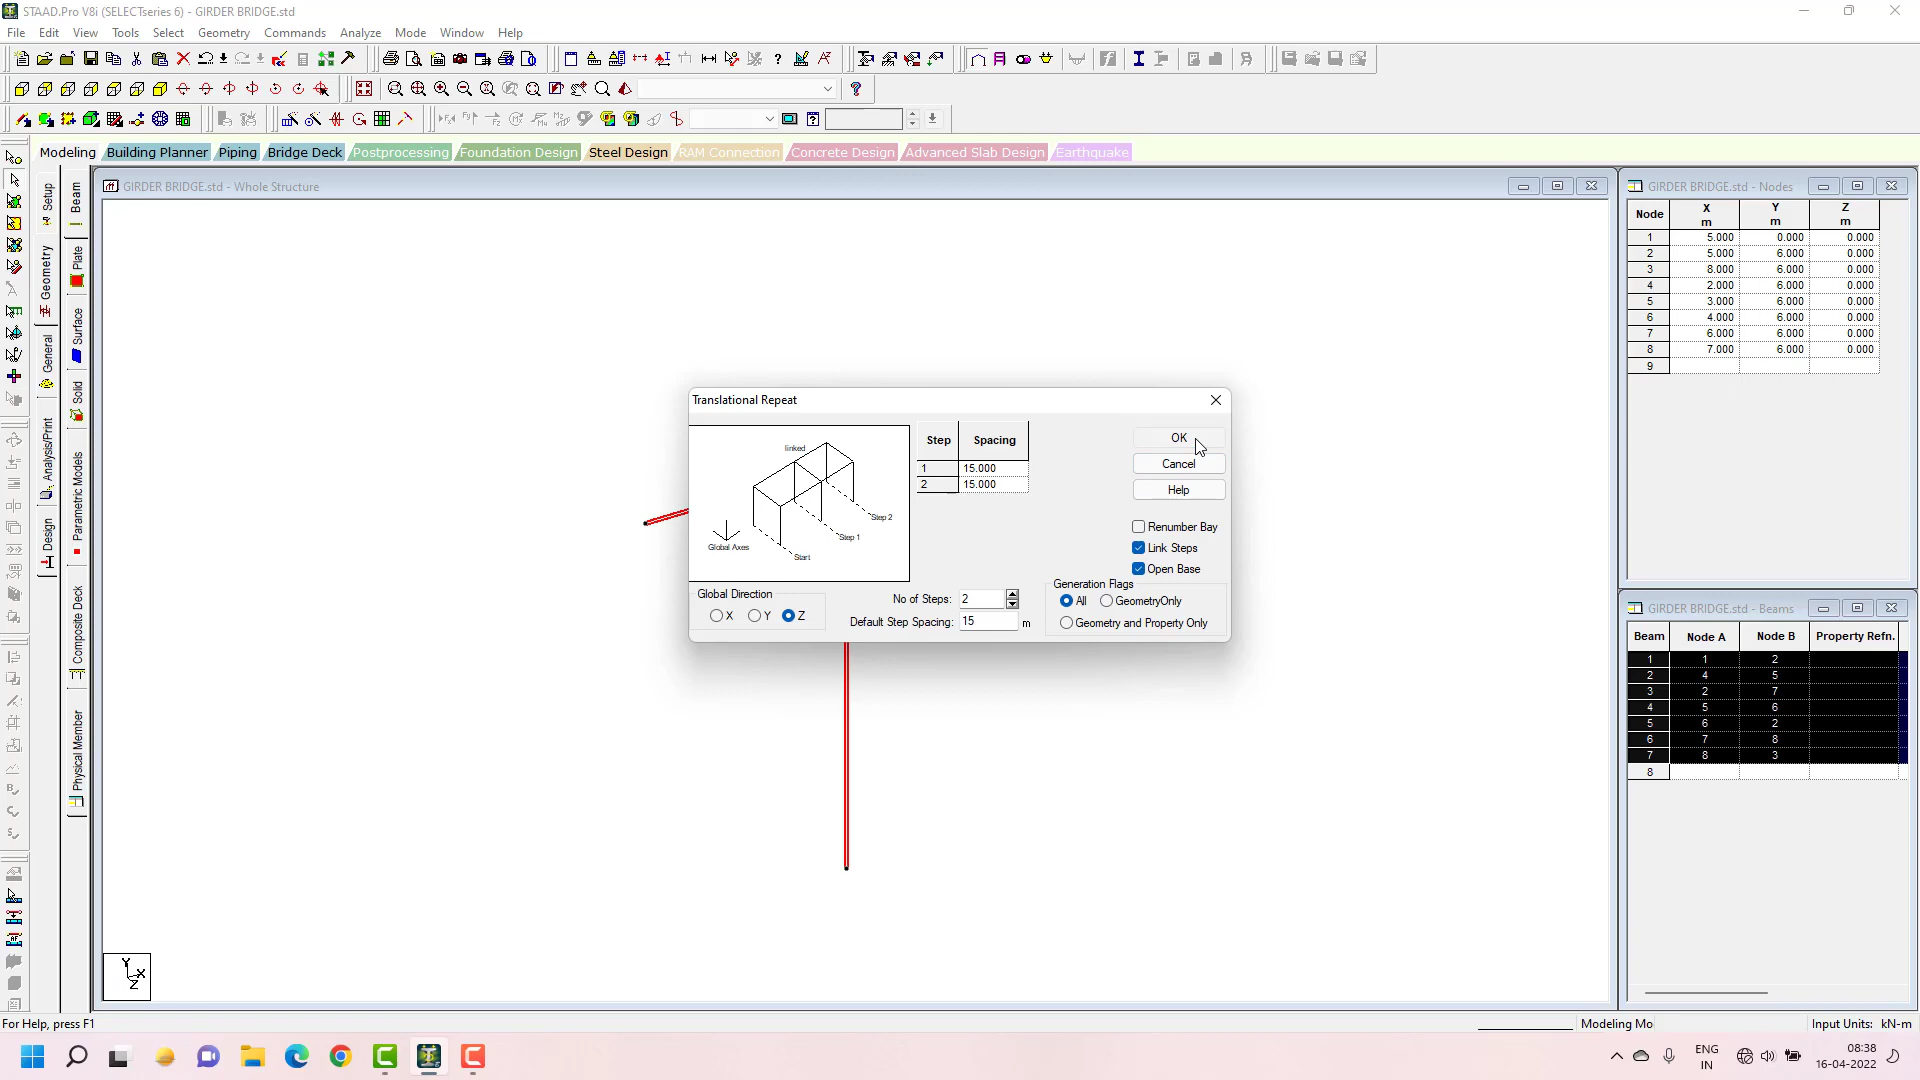 STAAD.Pro V8i (SELECTseries 6) - GIRDER BRIDGE.std
File Edit View Tools Select Geometry Commands Analyze Mode Window Help
Modeling Building Planner Piping Bridge Deck Postprocessing Foundation Design Steel Design RAM Connection Concrete Design Advanced Slab Design Earthquake
Setup
Geometry
General
Analysis/Print
Design
Beam
Plate
Surface
Solid
Parametric Models
Composite Deck
Physical Member
GIRDER BRIDGE.std - Whole Structure
Translational Repeat
linked
Step 2
Step 1
Start
Global Axes
Step Spacing
1 15.000
2 15.000
OK
Cancel
Help
Renumber Bay
Link Steps
Open Base
Global Direction
X Y Z
No of Steps: 2
Default Step Spacing: 15 m
Generation Flags
All GeometryOnly
Geometry and Property Only
Y
X
Z
GIRDER BRIDGE.std - Nodes
Node X m Y m Z m
1 5.000 0.000 0.000
2 5.000 6.000 0.000
3 8.000 6.000 0.000
4 2.000 6.000 0.000
5 3.000 6.000 0.000
6 4.000 6.000 0.000
7 6.000 6.000 0.000
8 7.000 6.000 0.000
9
GIRDER BRIDGE.std - Beams
Beam Node A Node B Property Refn.
1 1 2
2 4 5
3 2 7
4 5 6
5 6 2
6 7 8
7 8 3
8
For Help, press F1
Modeling Mo
Input Units: kN-m
ENG
IN
08:38
16-04-2022